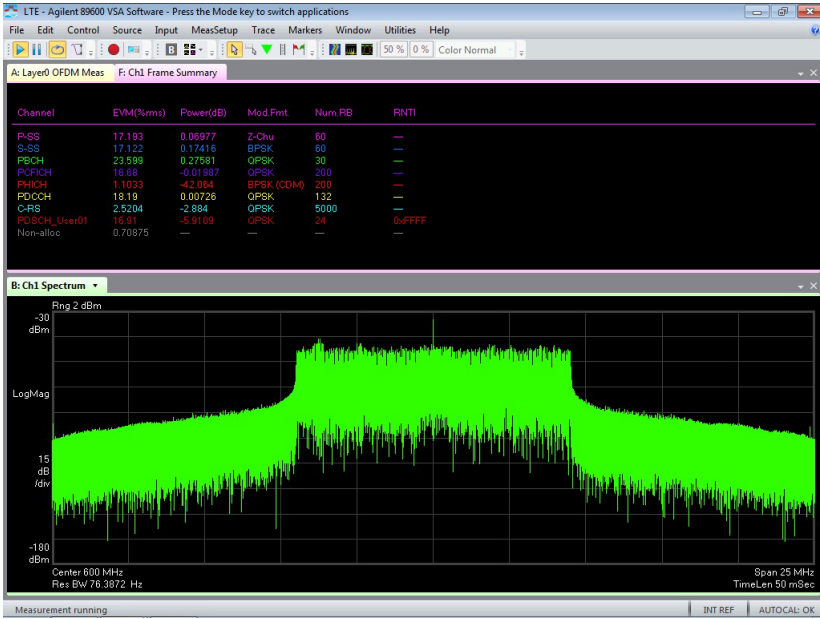 LTE - Agilent 89600 VSA Software - Press the Mode key to switch applications
File Edit Control Source Input MeasSetup Trace Markers Window Utilities Help
B 50 % 0 % Color Normal
A: Layer0 OFDM Meas F: Ch1 Frame Summary
Channel EVM(%rms) Power(dB) Mod.Fmt Num.RB RNTI
P-SS 17.193 0.06977 Z-Chu 60 —
S-SS 17.122 0.17416 BPSK 60 —
PBCH 23.599 0.27581 QPSK 30 —
PCFICH 16.68 -0.01987 QPSK 200 —
PHICH 1.1033 -42.064 BPSK (CDM) 200 —
PDCCH 18.19 0.00726 QPSK 132 —
C-RS 2.5204 -2.884 QPSK 5000 —
PDSCH_User01 16.91 -5.9109 QPSK 24 0xFFFF
Non-alloc 0.70875 — — — —
B: Ch1 Spectrum
Rng 2 dBm
-30
dBm
LogMag
15
dB
/div
-180
dBm
Center 600 MHz Span 25 MHz
Res BW 76.3872 Hz TimeLen 50 mSec
Measurement running INT REF AUTOCAL: OK